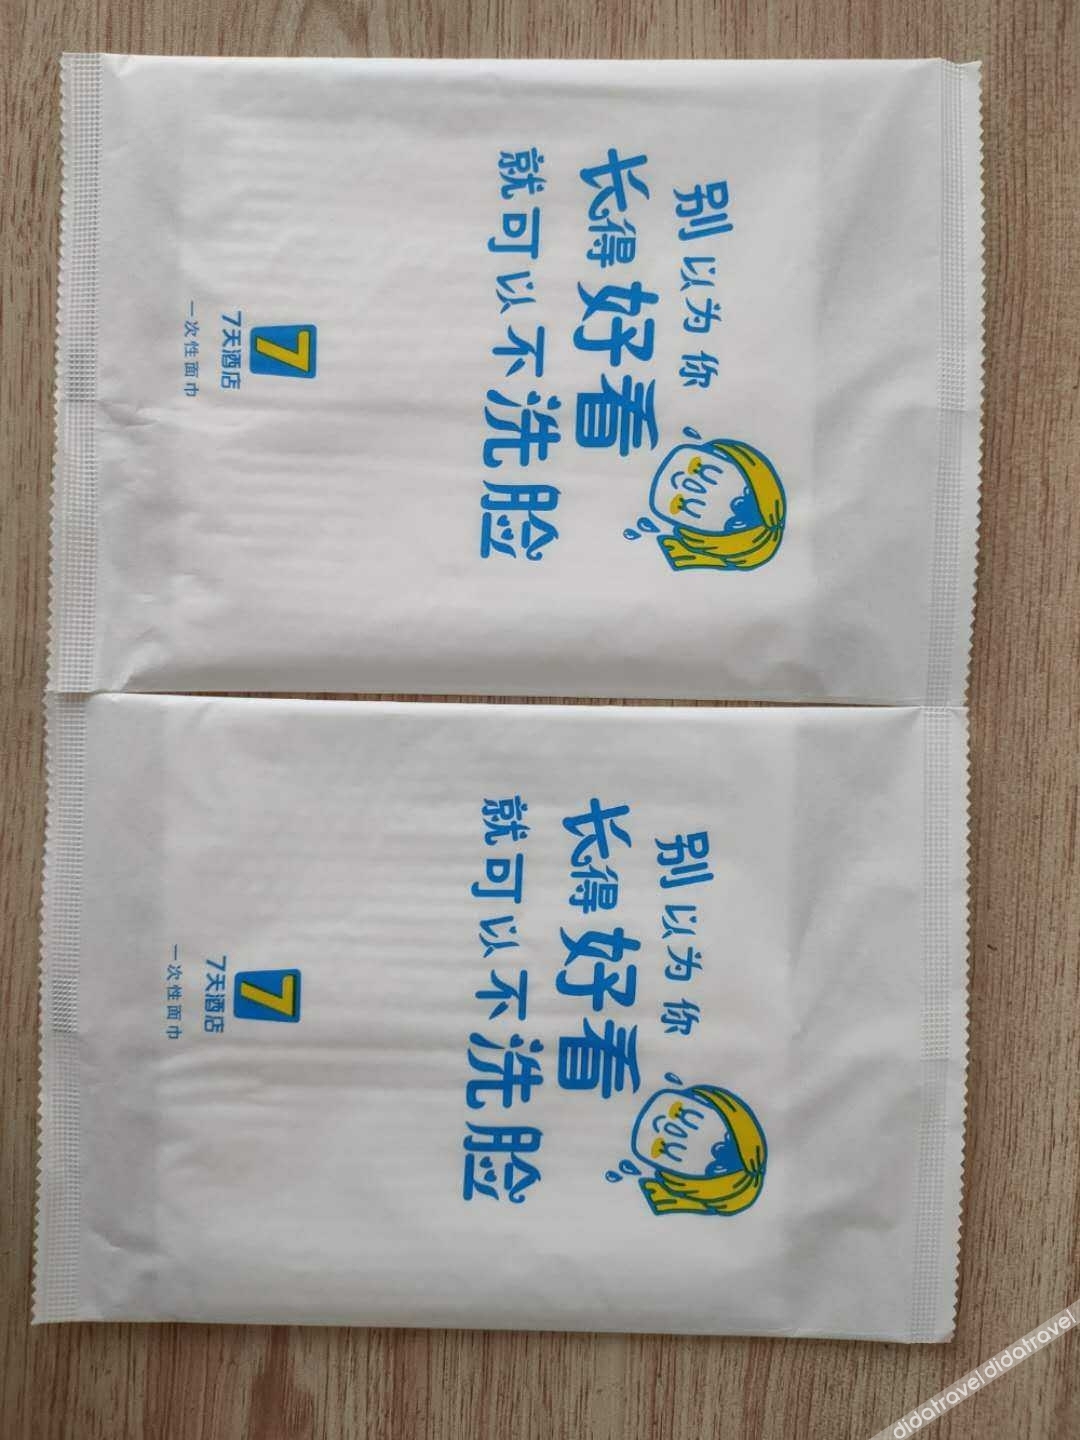 别以为你
长得好看
就可以不洗脸
7
7天酒店
一次性面巾
别以为你
长得好看
就可以不洗脸
7
7天酒店
一次性面巾
didatravel didatravel